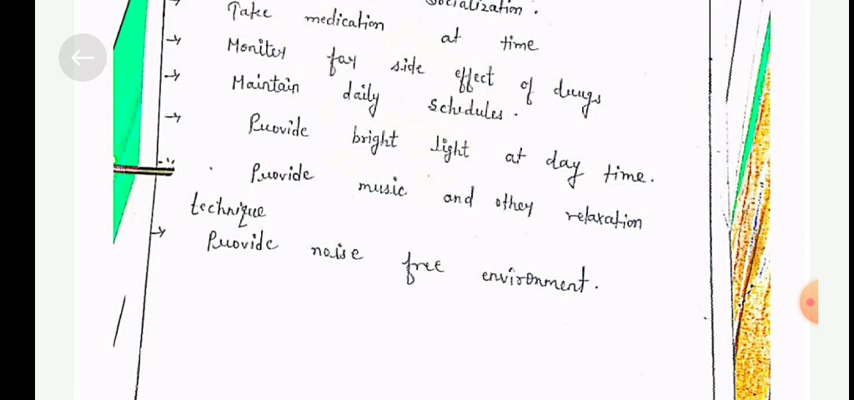 Socialization.
→ Take medication at time
→ Monitor for side effect of drugs
→ Maintain daily schedules.
→ Provide bright light at day time.
Provide music and other relaxation
technique
→ Provide noise free environment.